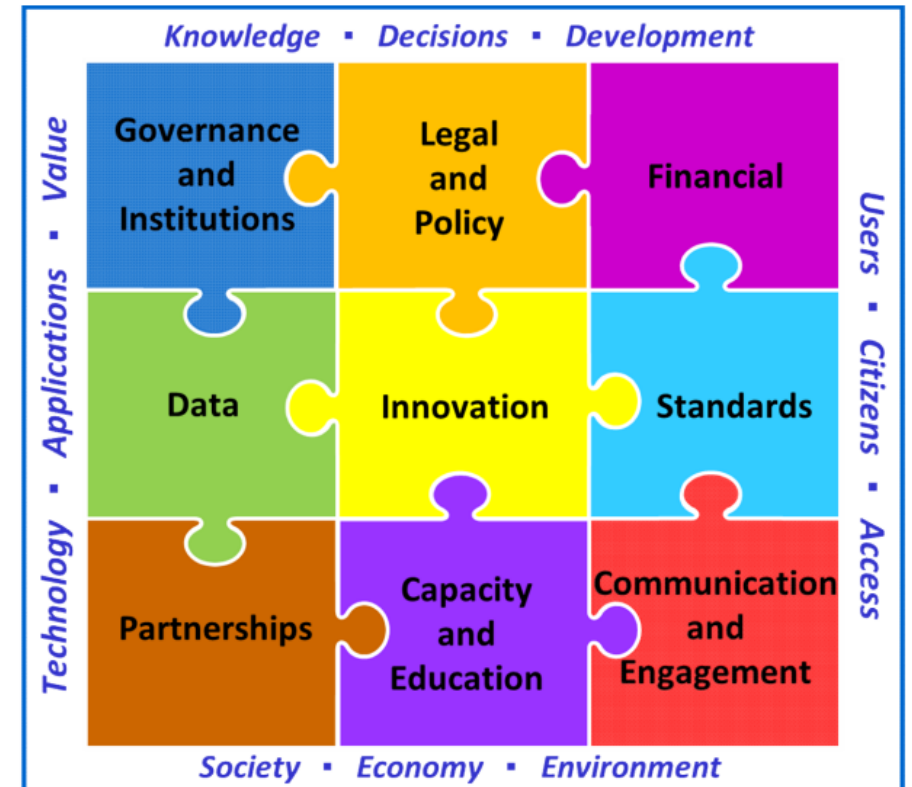 Knowledge ▪ Decisions ▪ Development
Technology ▪ Applications ▪ Value
Governance
and
Institutions
Legal
and
Policy
Financial
Data
Innovation
Standards
Partnerships
Capacity
and
Education
Communication
and
Engagement
Users ▪ Citizens ▪ Access
Society ▪ Economy ▪ Environment